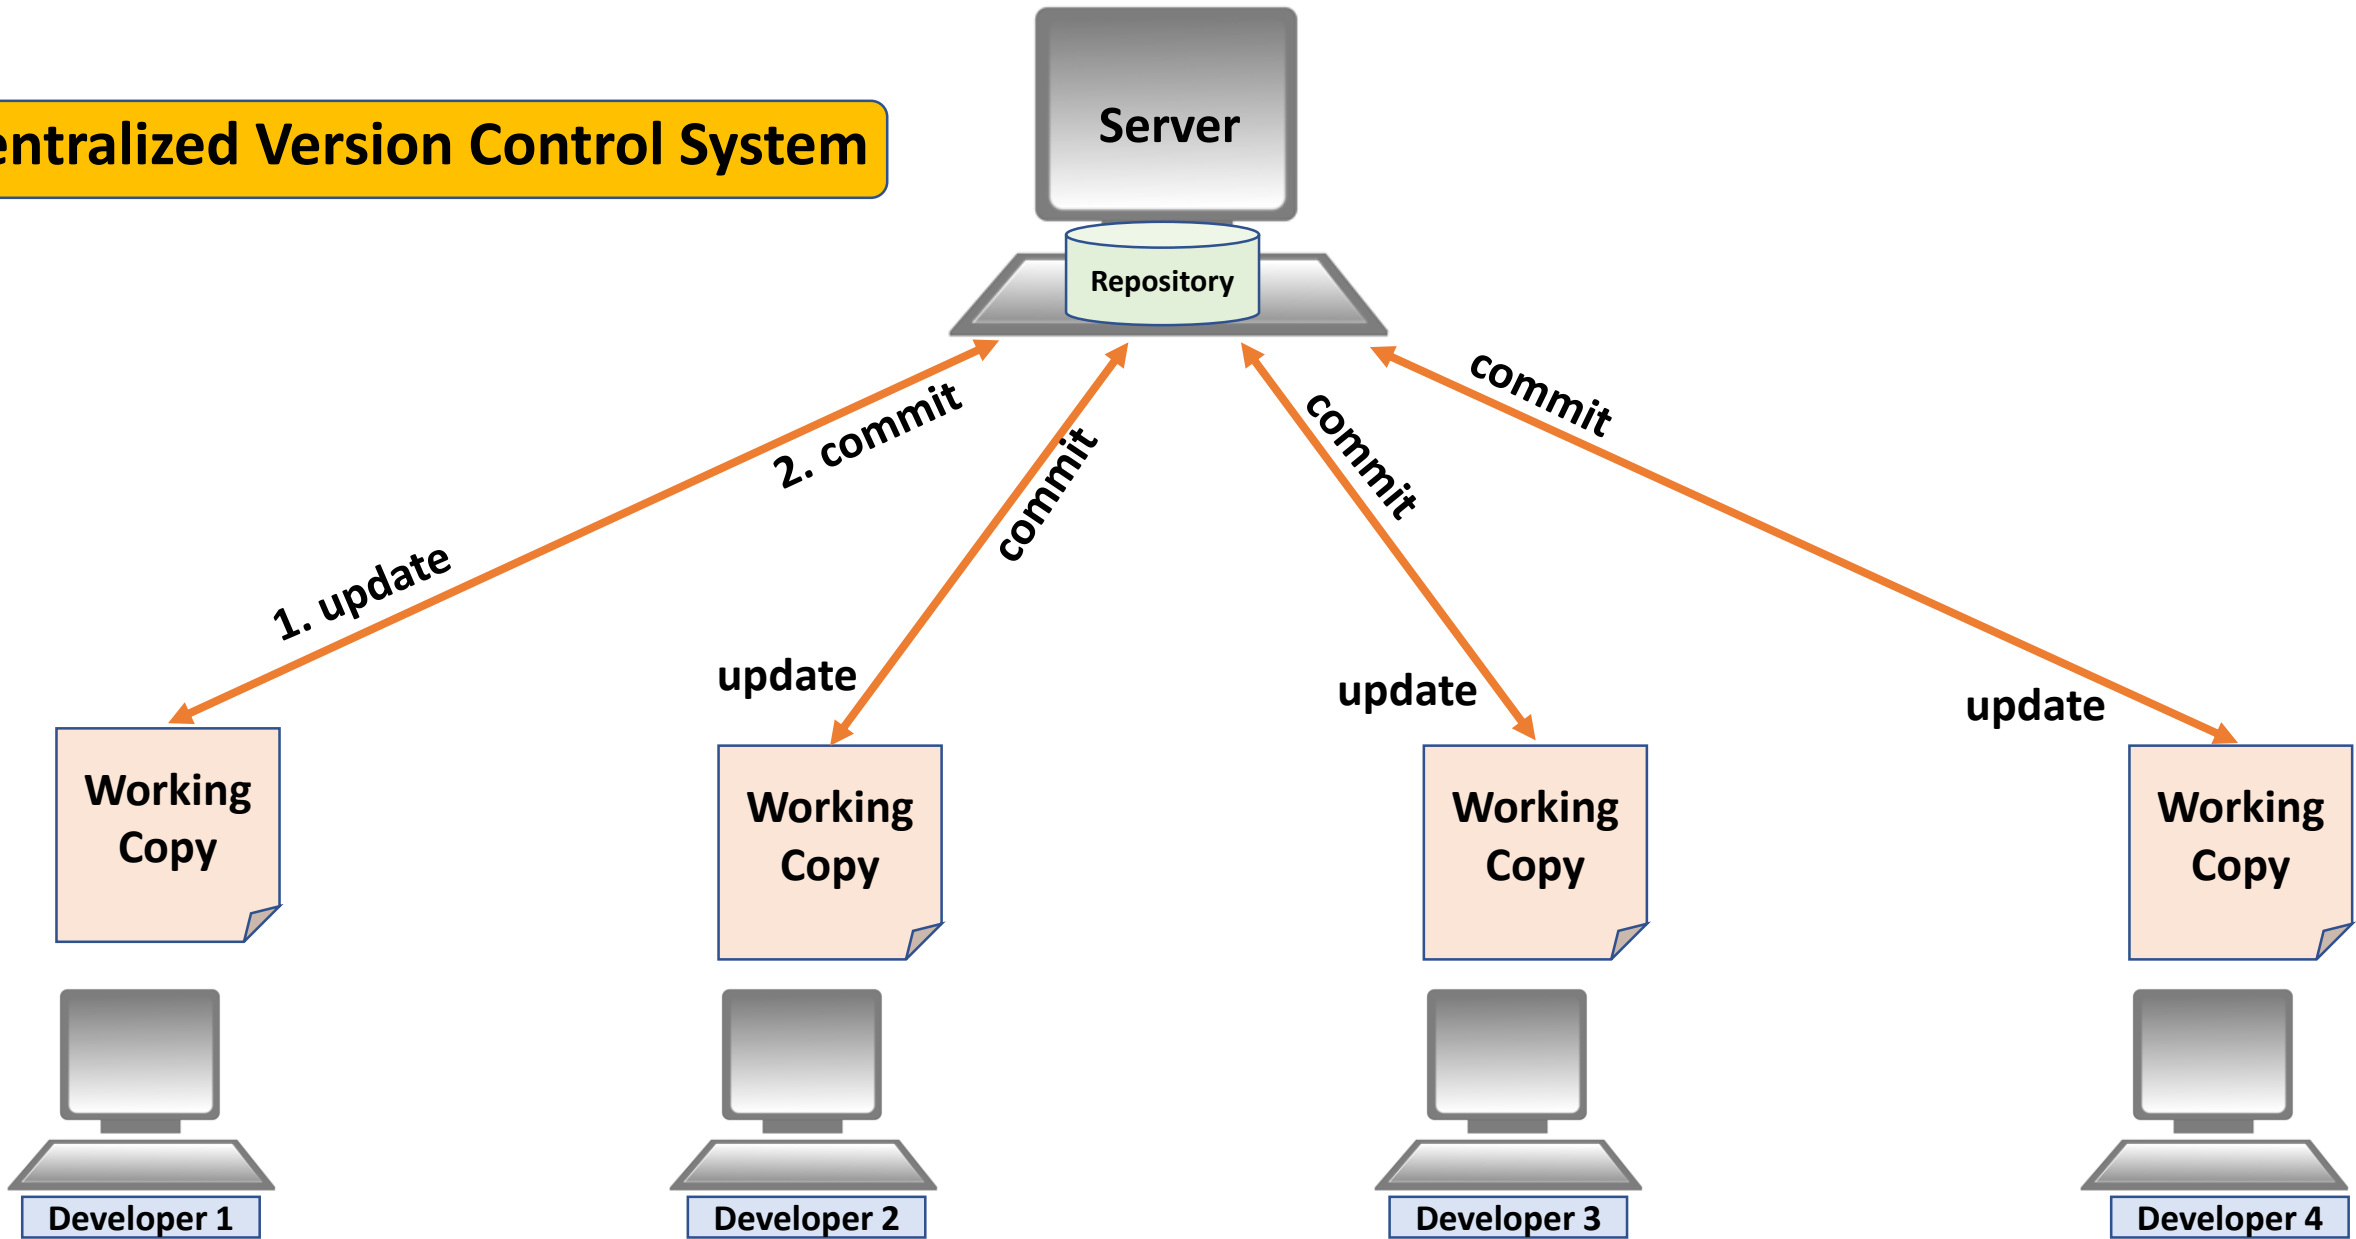 Server
entralized Version Control System
Repository
commit
2. commit
commit
commit
1. update
update
update
update
Working
Copy
Working
Copy
Working
Copy
Working
Copy
Developer 1
Developer 2
Developer 3
Developer 4